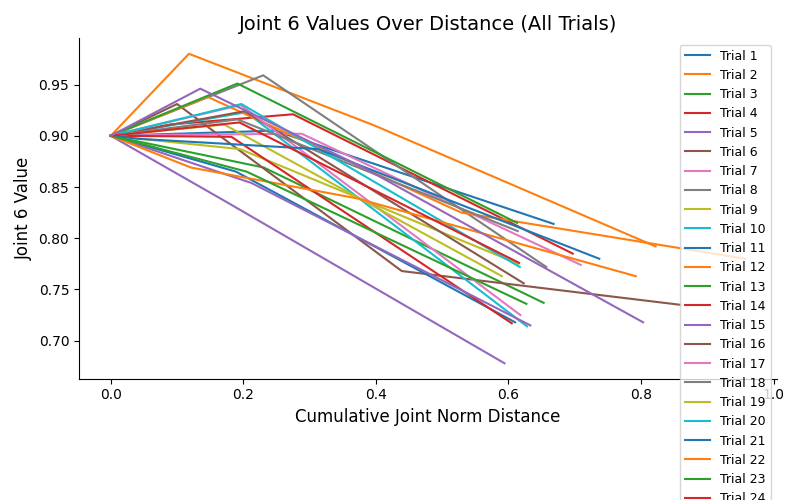 Joint 6 Values Over Distance (All Trials)
Joint 6 Value
0.95
0.90
0.85
0.80
0.75
0.70
0.0
0.2
0.4
0.6
0.8
1.0
Cumulative Joint Norm Distance
Trial 1
Trial 2
Trial 3
Trial 4
Trial 5
Trial 6
Trial 7
Trial 8
Trial 9
Trial 10
Trial 11
Trial 12
Trial 13
Trial 14
Trial 15
Trial 16
Trial 17
Trial 18
Trial 19
Trial 20
Trial 21
Trial 22
Trial 23
Trial 24